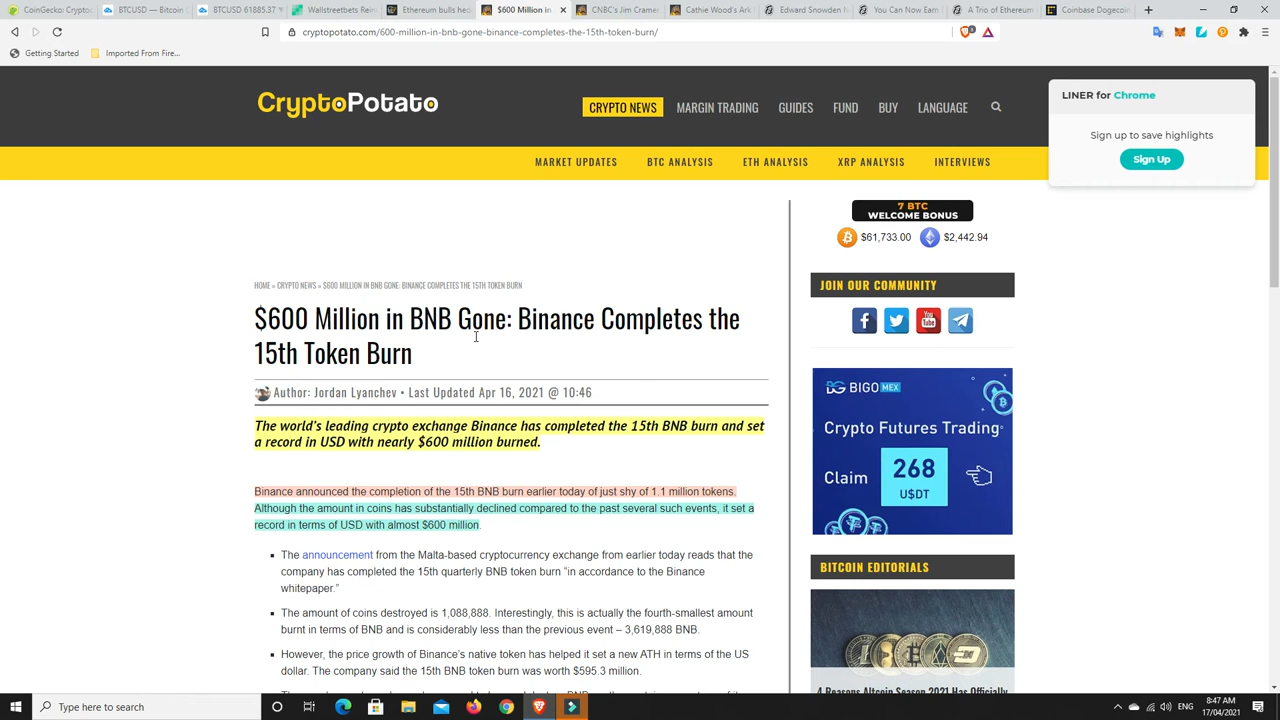 CoinGecko: Cryptoc
BTCUSD — Bitcoin
BTCUSD 61885.37
Wallstreetbets Rein
Ethereum bulls hea
$600 Million in
CNBC's Jim Cramer
Cathie Wood's Ark
Edward Snowden N
You Can Now Earn
A Trio of Ethereum
Coinbase Dogecoin
cryptopotato.com/600-million-in-bnb-gone-binance-completes-the-15th-token-burn/
Getting Started
Imported From Fire...
CryptoPotato
CRYPTO NEWS
MARGIN TRADING
GUIDES
FUND
BUY
LANGUAGE
LINER for Chrome
Sign up to save highlights
Sign Up
MARKET UPDATES
BTC ANALYSIS
ETH ANALYSIS
XRP ANALYSIS
INTERVIEWS
7 BTC
WELCOME BONUS
$61,733.00
$2,442.94
HOME » CRYPTO NEWS » $600 MILLION IN BNB GONE: BINANCE COMPLETES THE 15TH TOKEN BURN
$600 Million in BNB Gone: Binance Completes the
15th Token Burn
Author: Jordan Lyanchev • Last Updated Apr 16, 2021 @ 10:46
The world's leading crypto exchange Binance has completed the 15th BNB burn and set
a record in USD with nearly $600 million burned.
Binance announced the completion of the 15th BNB burn earlier today of just shy of 1.1 million tokens.
Although the amount in coins has substantially declined compared to the past several such events, it set a
record in terms of USD with almost $600 million.
The announcement from the Malta-based cryptocurrency exchange from earlier today reads that the
company has completed the 15th quarterly BNB token burn "in accordance to the Binance
whitepaper."
The amount of coins destroyed is 1,088,888. Interestingly, this is actually the fourth-smallest amount
burnt in terms of BNB and is considerably less than the previous event – 3,619,888 BNB.
However, the price growth of Binance's native token has helped it set a new ATH in terms of the US
dollar. The company said the 15th BNB token burn was worth $595.3 million.
JOIN OUR COMMUNITY
You
Tube
BIGO MEX
Crypto Futures Trading
Claim
268
U$DT
BITCOIN EDITORIALS
4 Reasons Altcoin Season 2021 Has Officially
Type here to search
ENG
8:47 AM
17/04/2021